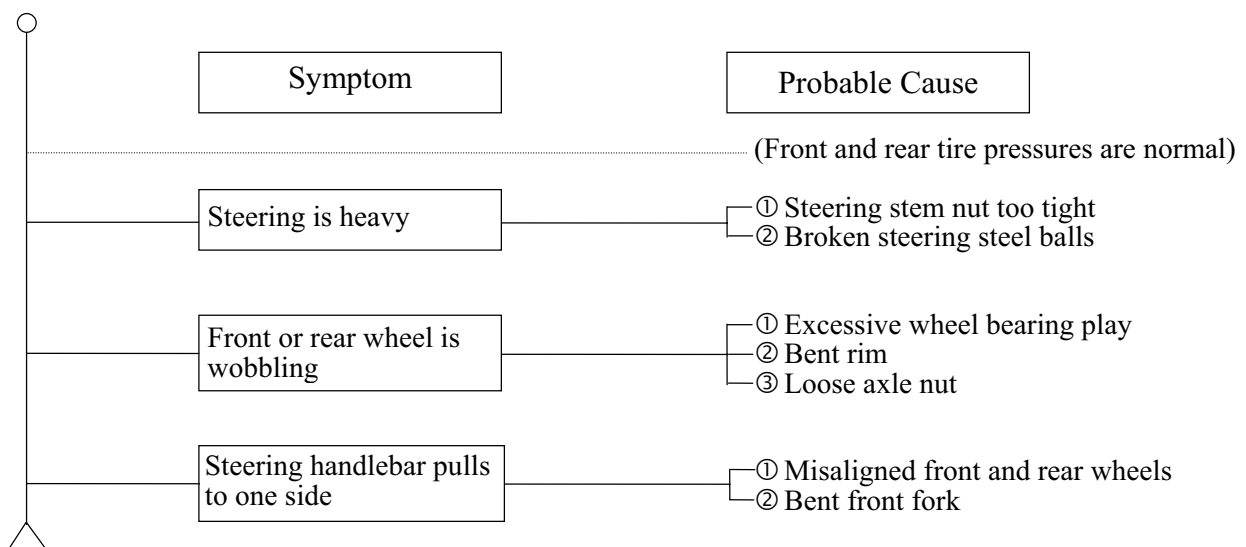 Symptom
Probable Cause
(Front and rear tire pressures are normal)
Steering is heavy
① Steering stem nut too tight
② Broken steering steel balls
Front or rear wheel is
wobbling
① Excessive wheel bearing play
② Bent rim
③ Loose axle nut
Steering handlebar pulls
to one side
① Misaligned front and rear wheels
② Bent front fork